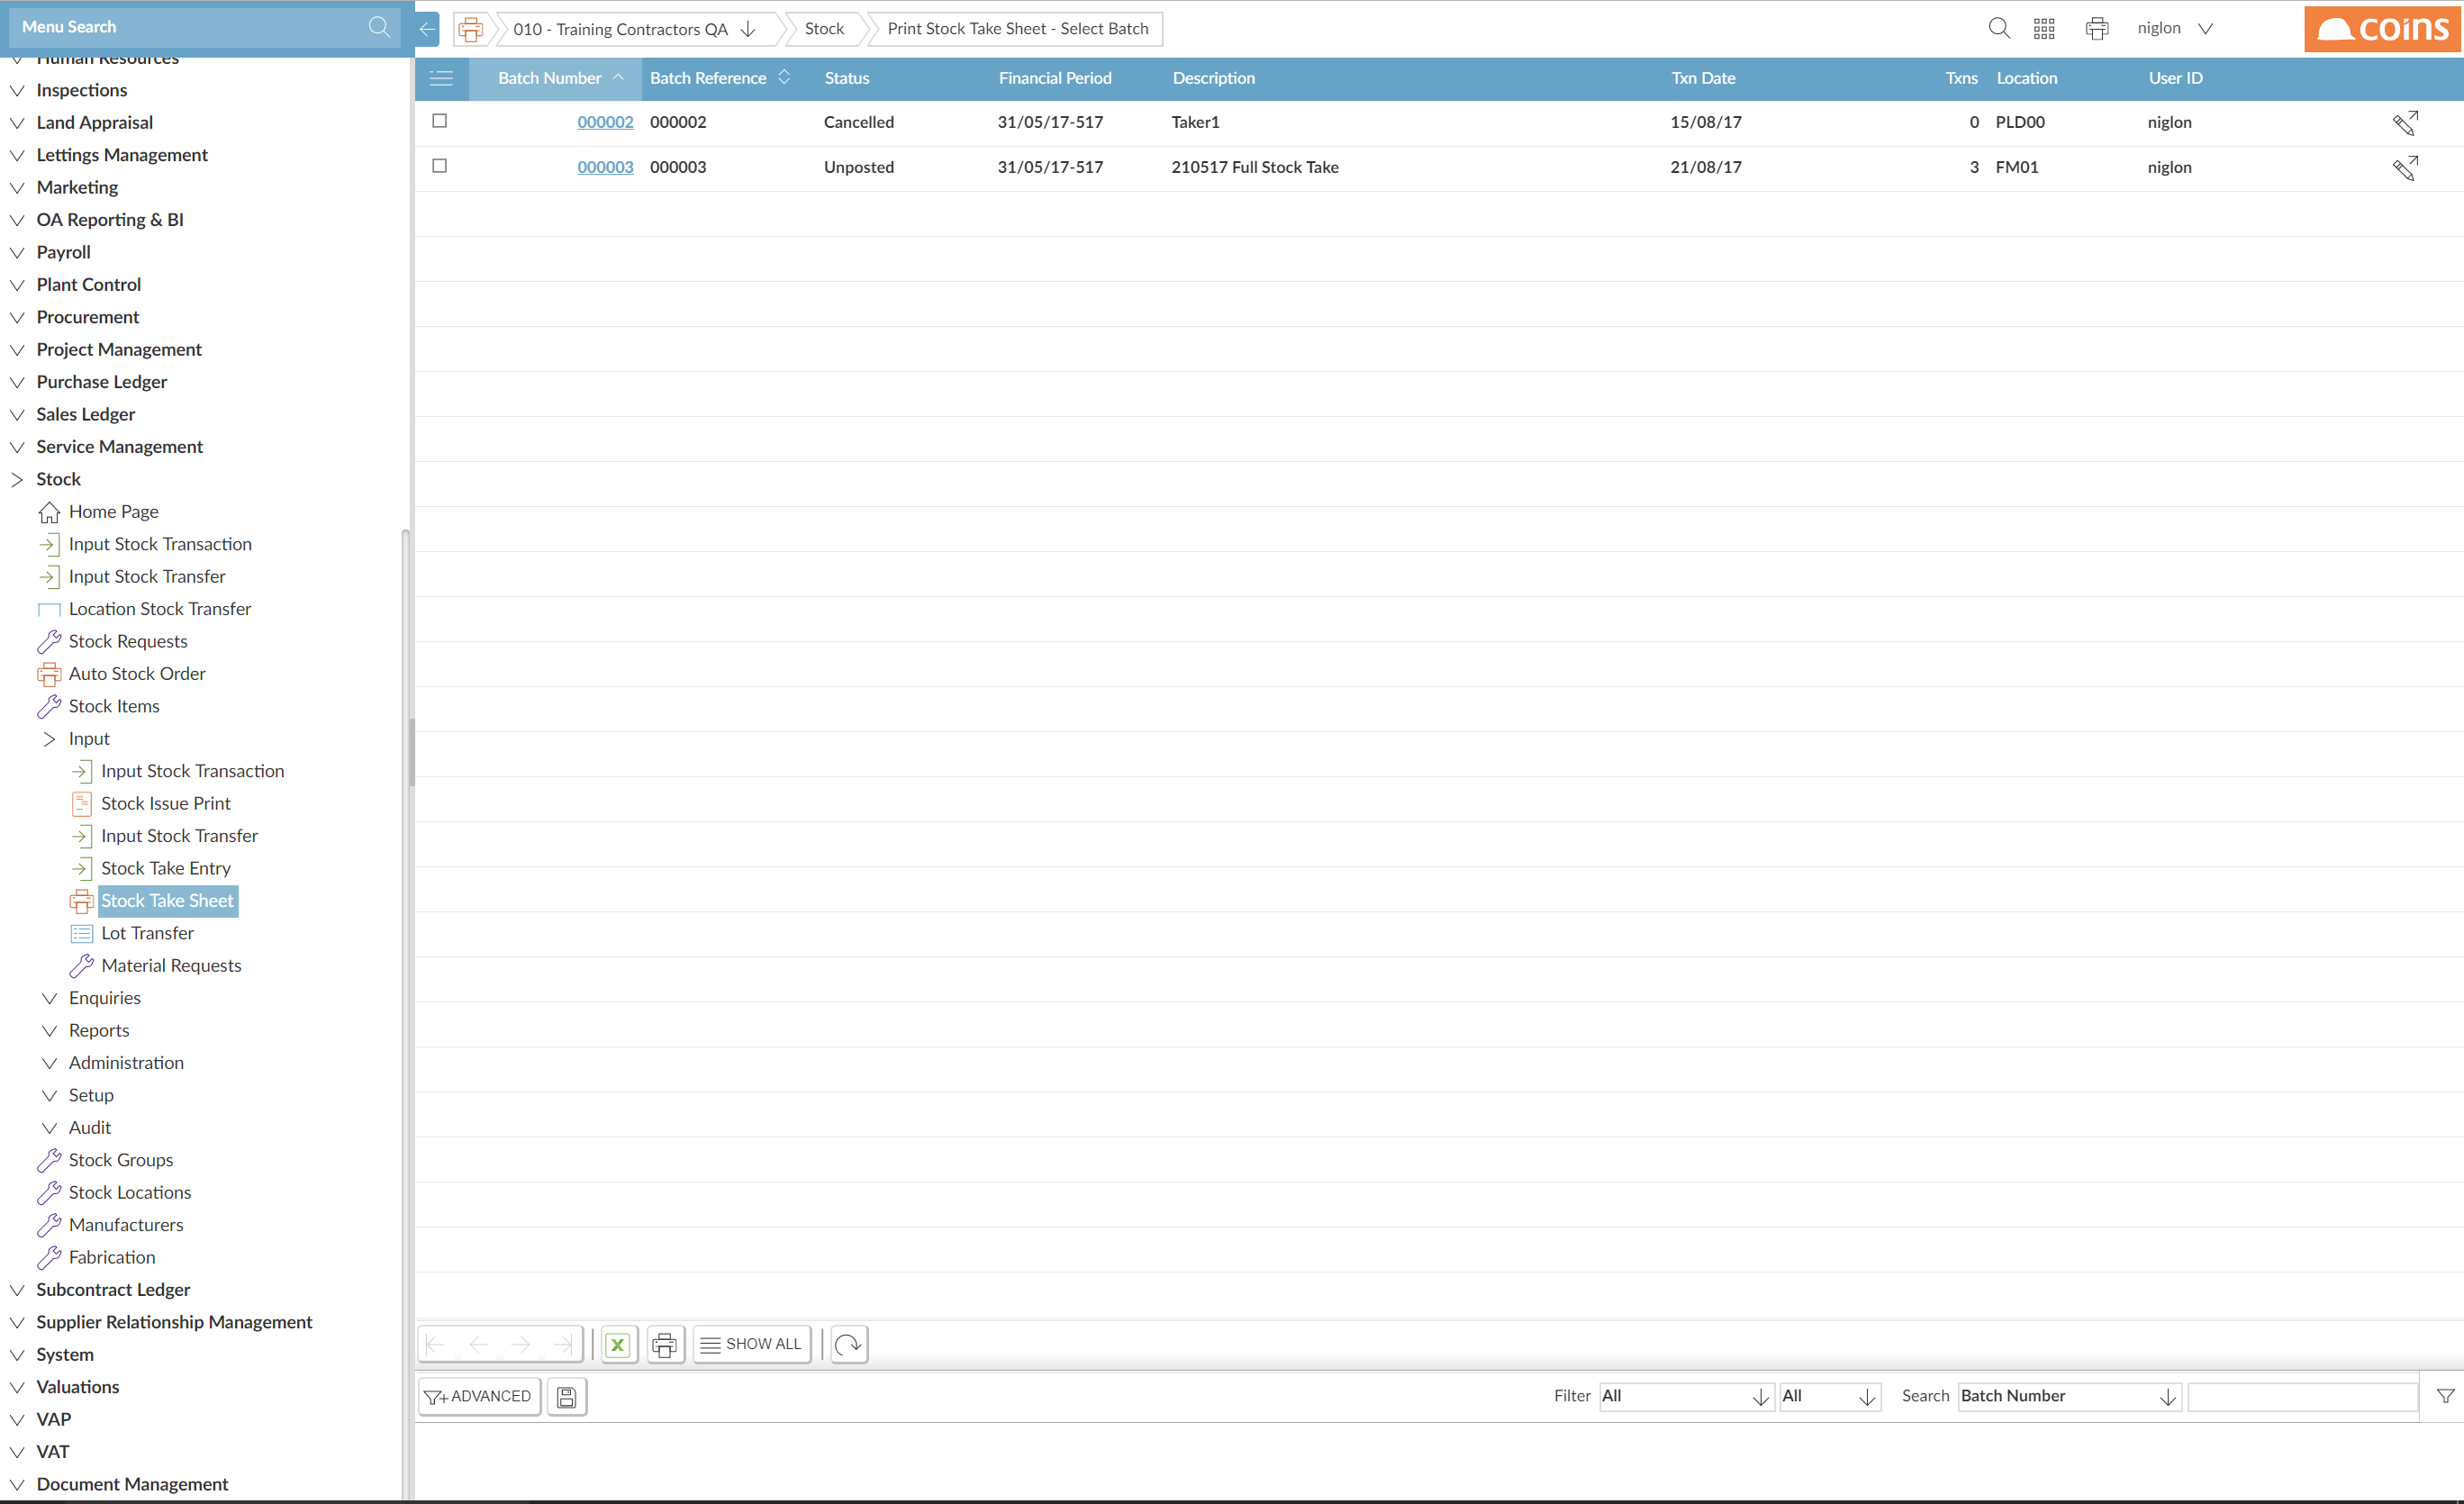 Menu Search
010 - Training Contractors QA
Stock
Print Stock Take Sheet - Select Batch
niglon
coins
Human Resources
Inspections
Land Appraisal
Lettings Management
Marketing
OA Reporting & BI
Payroll
Plant Control
Procurement
Project Management
Purchase Ledger
Sales Ledger
Service Management
Stock
Home Page
Input Stock Transaction
Input Stock Transfer
Location Stock Transfer
Stock Requests
Auto Stock Order
Stock Items
Input
Input Stock Transaction
Stock Issue Print
Input Stock Transfer
Stock Take Entry
Stock Take Sheet
Lot Transfer
Material Requests
Enquiries
Reports
Administration
Setup
Audit
Stock Groups
Stock Locations
Manufacturers
Fabrication
Subcontract Ledger
Supplier Relationship Management
System
Valuations
VAP
VAT
Document Management
Batch Number Batch Reference Status Financial Period Description Txn Date Txns Location User ID
000002 000002 Cancelled 31/05/17-517 Taker1 15/08/17 0 PLD00 niglon
000003 000003 Unposted 31/05/17-517 210517 Full Stock Take 21/08/17 3 FM01 niglon
X SHOW ALL
ADVANCED Filter All All Search Batch Number